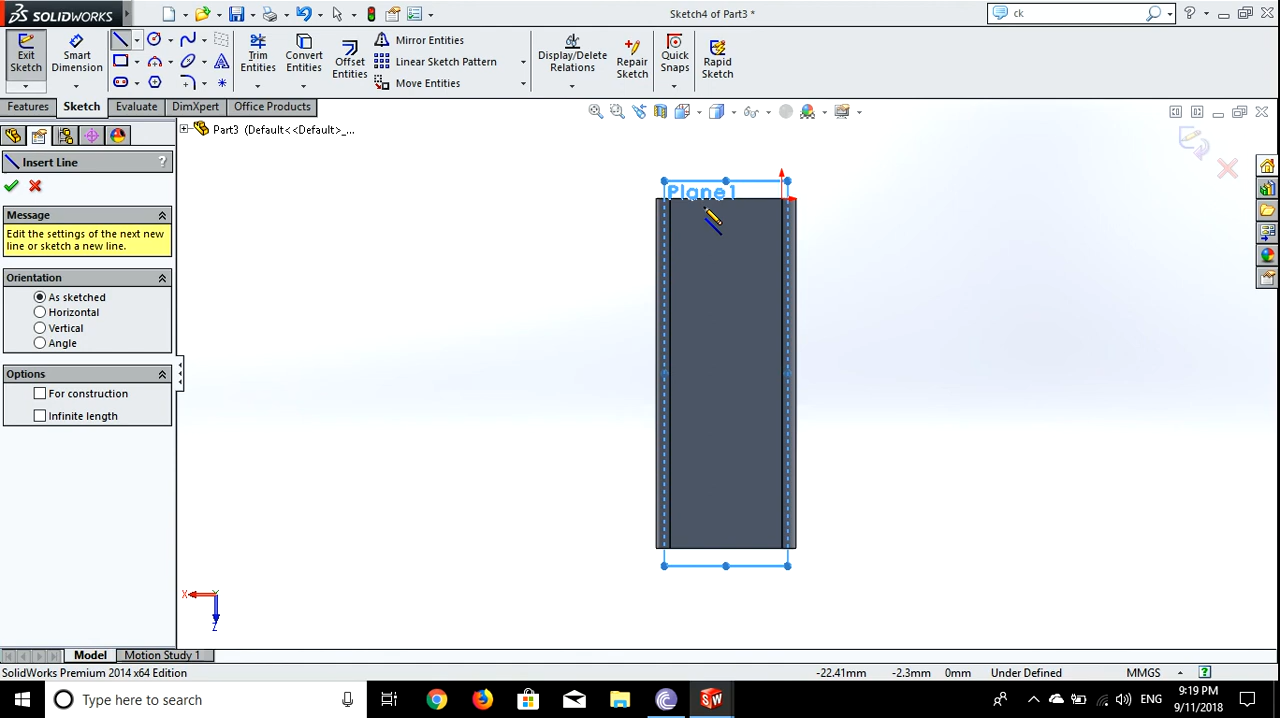 SOLIDWORKS
Sketch4 of Part3 *
ck
Exit Sketch
Smart Dimension
Trim Entities
Convert Entities
Offset Entities
Mirror Entities
Linear Sketch Pattern
Move Entities
Display/Delete Relations
Repair Sketch
Quick Snaps
Rapid Sketch
Features
Sketch
Evaluate
DimXpert
Office Products
Part3 (Default<<Default>_...
Insert Line
?
Message
Edit the settings of the next new
line or sketch a new line.
Orientation
As sketched
Horizontal
Vertical
Angle
Options
For construction
Infinite length
Plane1
X
Z
Model
Motion Study 1
SolidWorks Premium 2014 x64 Edition
-22.41mm
-2.3mm
0mm
Under Defined
MMGS
Type here to search
ENG
9:19 PM
9/11/2018